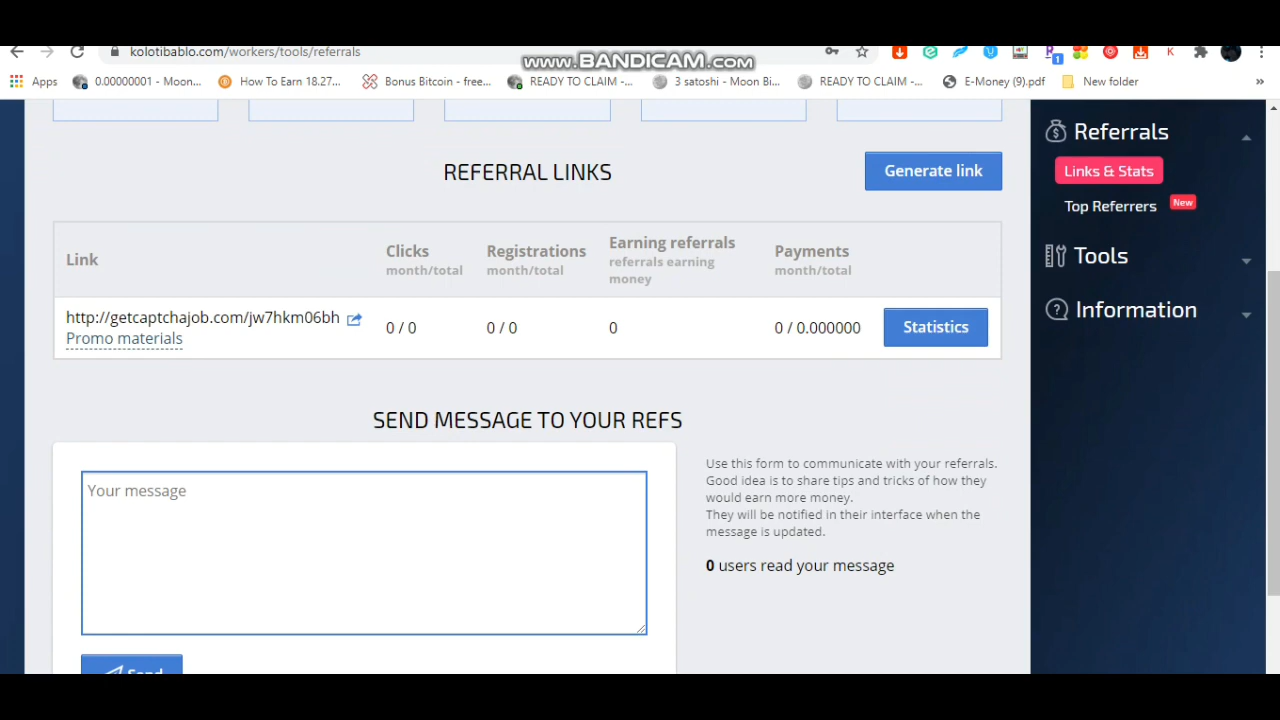 kolotibablo.com/workers/tools/referrals
www.BANDICAM.com
1
K
Apps
0.00000001 - Moon...
How To Earn 18.27...
Bonus Bitcoin - free...
READY TO CLAIM -...
3 satoshi - Moon Bi...
READY TO CLAIM -...
E-Money (9).pdf
New folder
»
REFERRAL LINKS
Generate link
Link
Clicks
month/total
Registrations
month/total
Earning referrals
referrals earning
money
Payments
month/total
http://getcaptchajob.com/jw7hkm06bh
Promo materials
0 / 0
0 / 0
0
0 / 0.000000
Statistics
SEND MESSAGE TO YOUR REFS
Your message
Send
Use this form to communicate with your referrals.
Good idea is to share tips and tricks of how they
would earn more money.
They will be notified in their interface when the
message is updated.
0 users read your message
Referrals
Links & Stats
Top Referrers New
Tools
Information